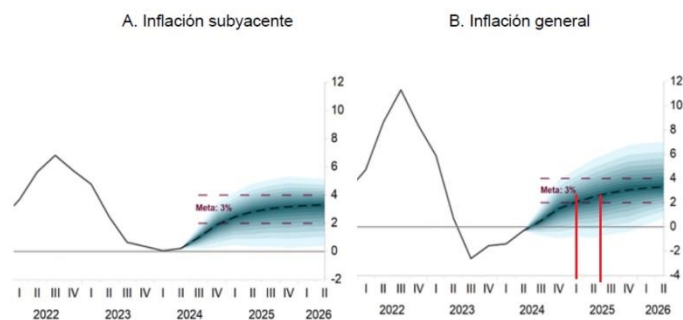 A. Inflación subyacente
12
10
8
6
4
2
0
-2
Meta: 3%
I II III IV I II III IV I II III IV I II III IV I II
2022 2023 2024 2025 2026
B. Inflación general
12
10
8
6
4
2
0
-2
-4
Meta: 3%
I II III IV I II III IV I II III IV I II III IV I II
2022 2023 2024 2025 2026